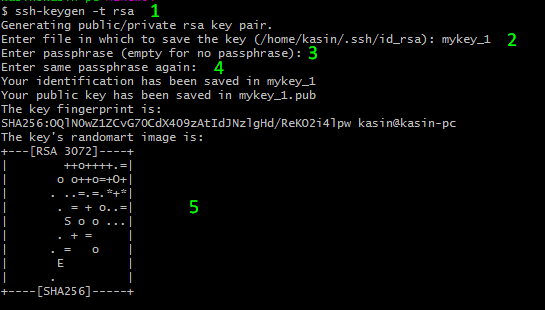 $ ssh-keygen -t rsa 1
Generating public/private rsa key pair.
Enter file in which to save the key (/home/kasin/.ssh/id_rsa): mykey_1 2
Enter passphrase (empty for no passphrase): 3
Enter same passphrase again: 4
Your identification has been saved in mykey_1
Your public key has been saved in mykey_1.pub
The key fingerprint is:
SHA256:OQlNOwZ1ZCvG7OCdX4O9zAtIdJNzlgHd/ReKO2i4lpw kasin@kasin-pc
The key's randomart image is:
+---[RSA 3072]----+
|        ++o++++.=|
|       o o++o=+O+|
|      . ..=.=.*+*|
|       . = + o..=|
|        S o o ...|
|       . + =     |
|      . =   o    |
|       E         |
|      .          |
+----[SHA256]-----+
5